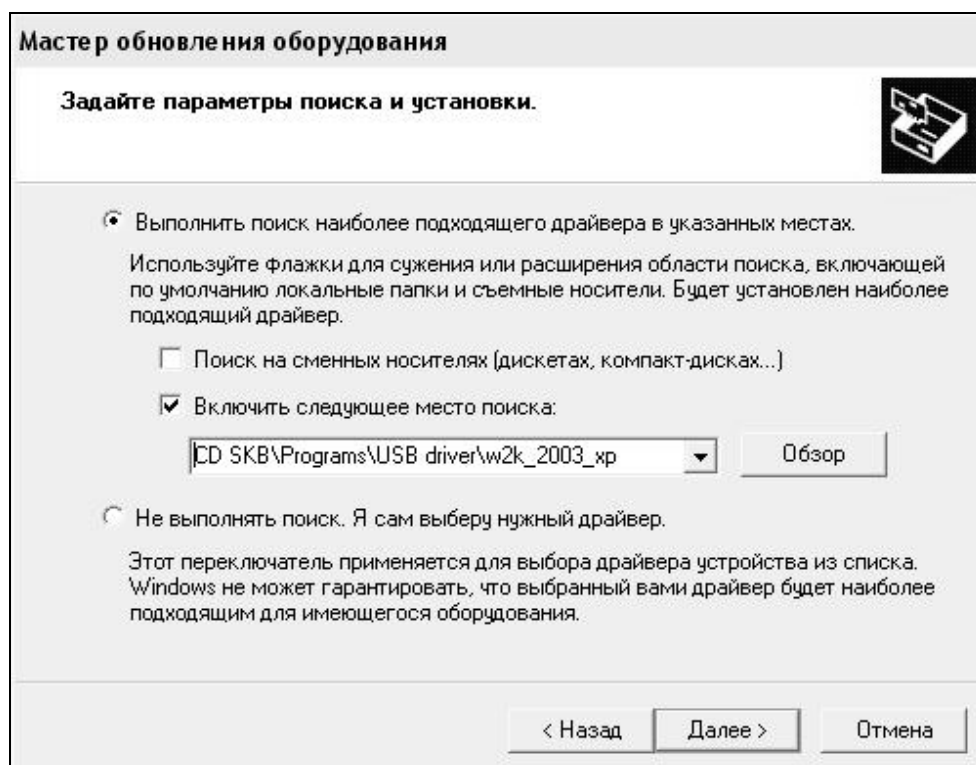 Мастер обновления оборудования
Задайте параметры поиска и установки.
Выполнить поиск наиболее подходящего драйвера в указанных местах.
Используйте флажки для сужения или расширения области поиска, включающей
по умолчанию локальные папки и съемные носители. Будет установлен наиболее
подходящий драйвер.
Поиск на сменных носителях (дискетах, компакт-дисках...)
Включить следующее место поиска:
CD SKB\Programs\USB driver\w2k_2003_xp
Обзор
Не выполнять поиск. Я сам выберу нужный драйвер.
Этот переключатель применяется для выбора драйвера устройства из списка.
Windows не может гарантировать, что выбранный вами драйвер будет наиболее
подходящим для имеющегося оборудования.
< Назад
Далее >
Отмена